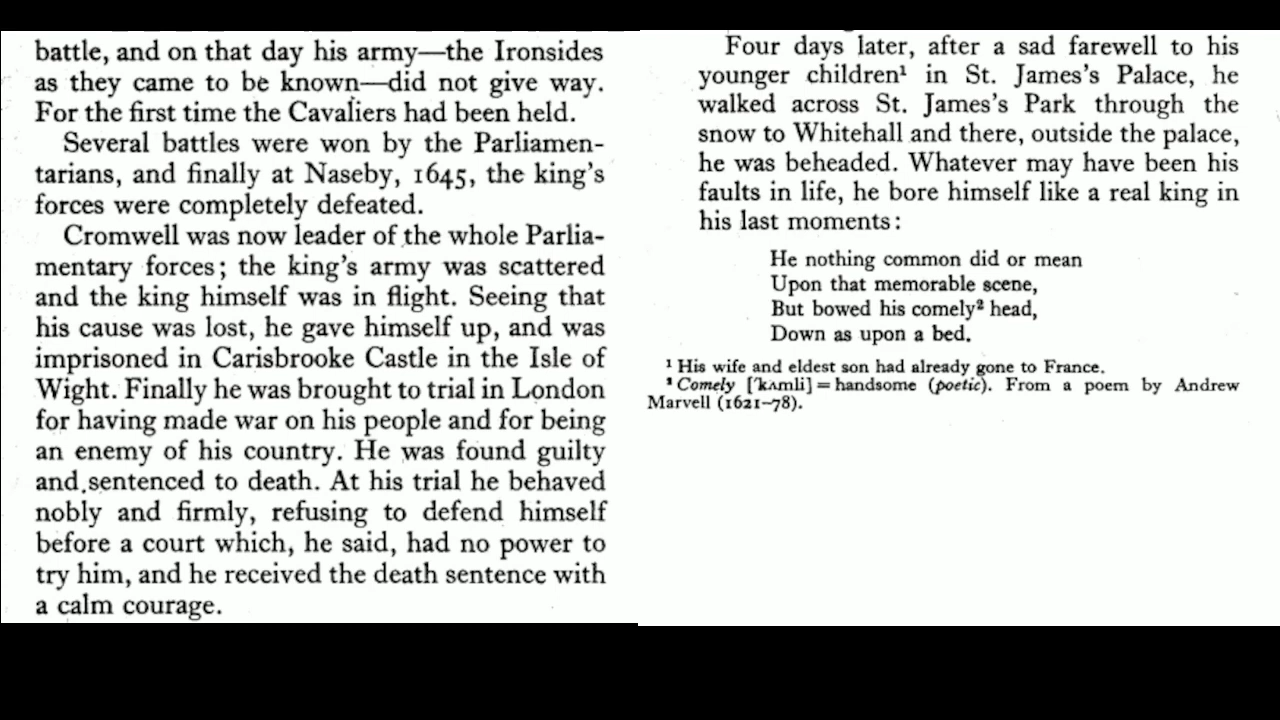 battle, and on that day his army—the Ironsides
as they came to be known—did not give way.
For the first time the Cavaliers had been held.
Several battles were won by the Parliamen-
tarians, and finally at Naseby, 1645, the king's
forces were completely defeated.
Cromwell was now leader of the whole Parlia-
mentary forces; the king's army was scattered
and the king himself was in flight. Seeing that
his cause was lost, he gave himself up, and was
imprisoned in Carisbrooke Castle in the Isle of
Wight. Finally he was brought to trial in London
for having made war on his people and for being
an enemy of his country. He was found guilty
and sentenced to death. At his trial he behaved
nobly and firmly, refusing to defend himself
before a court which, he said, had no power to
try him, and he received the death sentence with
a calm courage.
Four days later, after a sad farewell to his
younger children¹ in St. James's Palace, he
walked across St. James's Park through the
snow to Whitehall and there, outside the palace,
he was beheaded. Whatever may have been his
faults in life, he bore himself like a real king in
his last moments:
He nothing common did or mean
Upon that memorable scene,
But bowed his comely² head,
Down as upon a bed.
¹ His wife and eldest son had already gone to France.
² Comely [ˈkʌmli] = handsome (poetic). From a poem by Andrew
Marvell (1621–78).